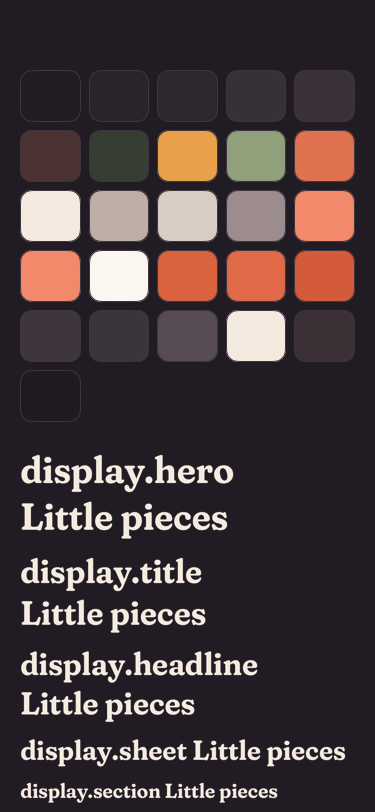 display.hero
Little pieces
display.title
Little pieces
display.headline
Little pieces
display.sheet Little pieces
display.section Little pieces